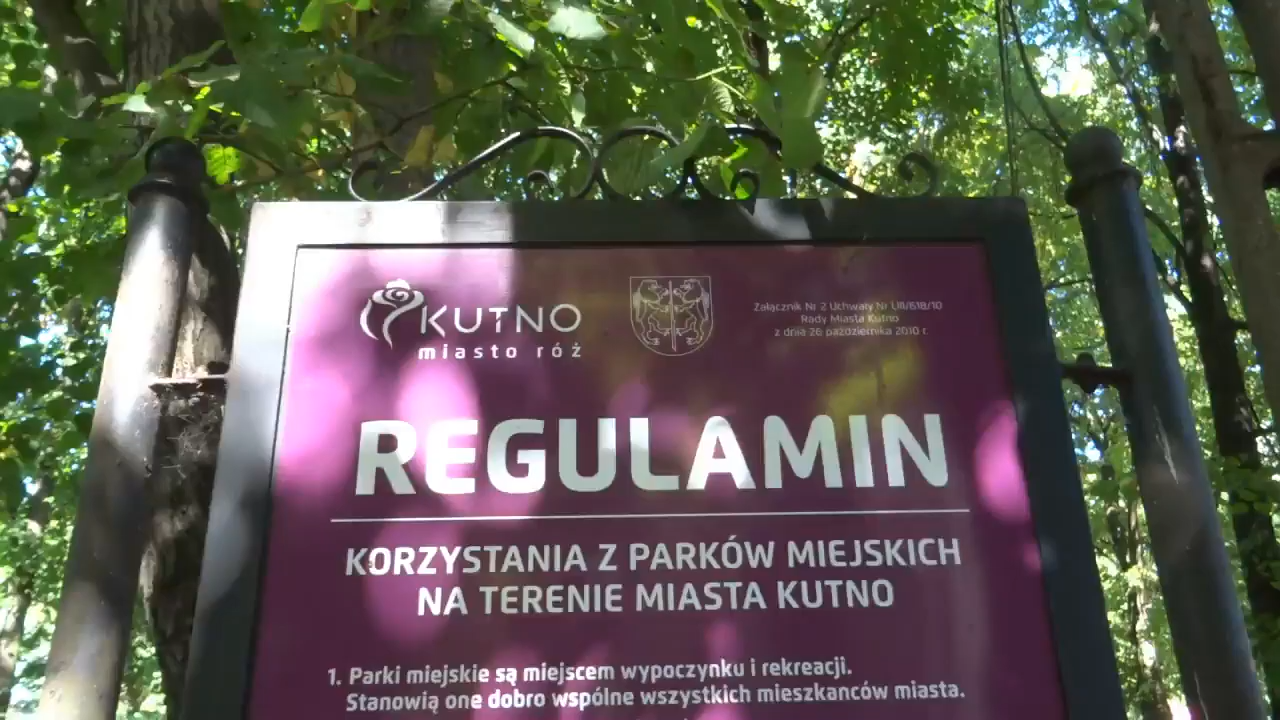 KUTNO
miasto róż
Załącznik Nr 2 Uchwały Nr LIII/618/10
Rady Miasta Kutno
z dnia 26 października 2010 r.
REGULAMIN
KORZYSTANIA Z PARKÓW MIEJSKICH
NA TERENIE MIASTA KUTNO
1. Parki miejskie są miejscem wypoczynku i rekreacji.
Stanowią one dobro wspólne wszystkich mieszkańców miasta.